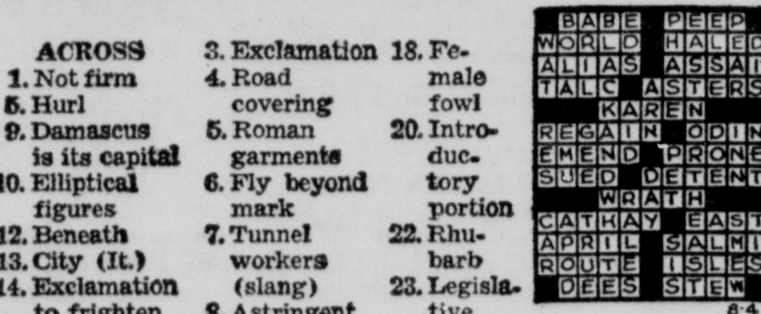 ACROSS
1. Not firm
5. Hurl
9. Damascus
is its capital
10. Elliptical
figures
12. Beneath
13. City (It.)
14. Exclamation
to frighten
3. Exclamation
4. Road
covering
5. Roman
garments
6. Fly beyond
mark
7. Tunnel
workers
(slang)
8. Astringent
18. Fe-
male
fowl
20. Intro-
duc-
tory
portion
22. Rhu-
barb
23. Legisla-
tive
BABE PEEP
WORLD HALED
ALIAS ASSAI
TALC ASTERS
KAREN
REGAIN ODIN
EMEND PRONE
SUED DETENT
WRATH
CATHAY EAST
APRIL SALMI
ROUTE ISLES
DEES STEW
8-4